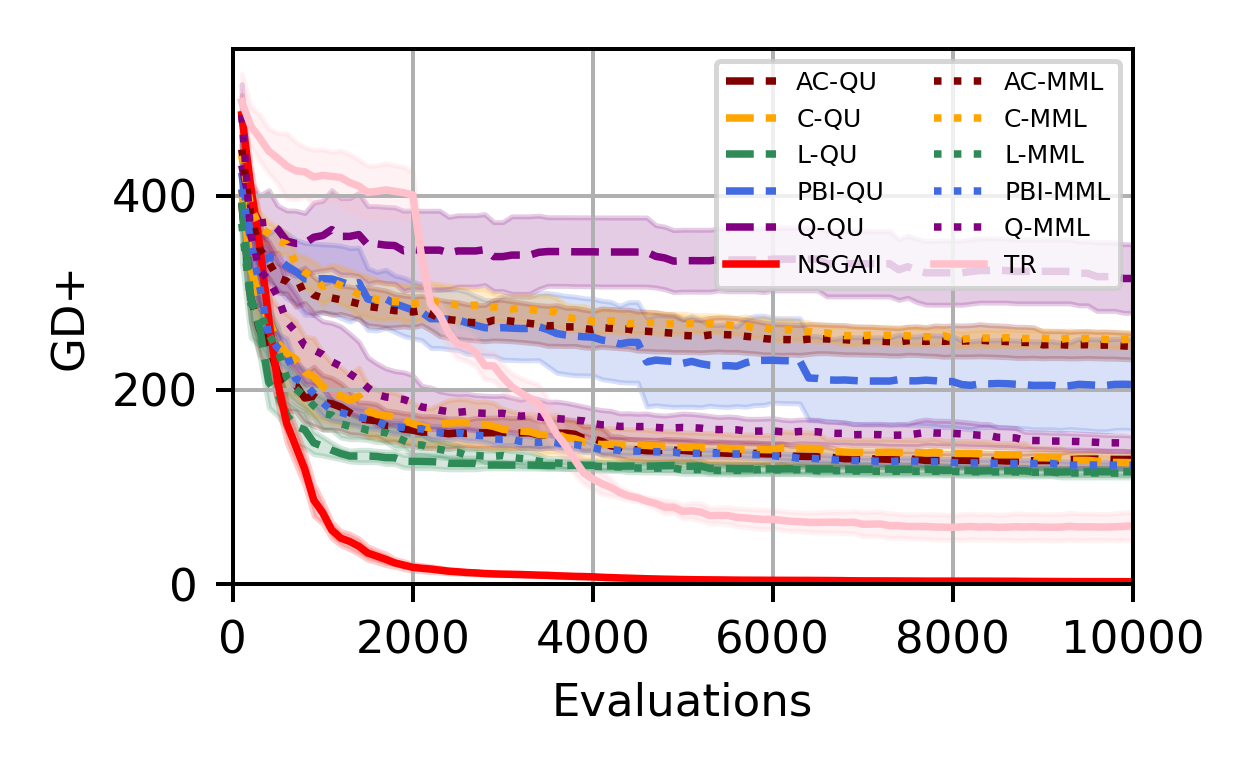 GD+
400
200
0
0 2000 4000 6000 8000 10000
Evaluations
AC-QU AC-MML
C-QU C-MML
L-QU L-MML
PBI-QU PBI-MML
Q-QU Q-MML
NSGAII TR